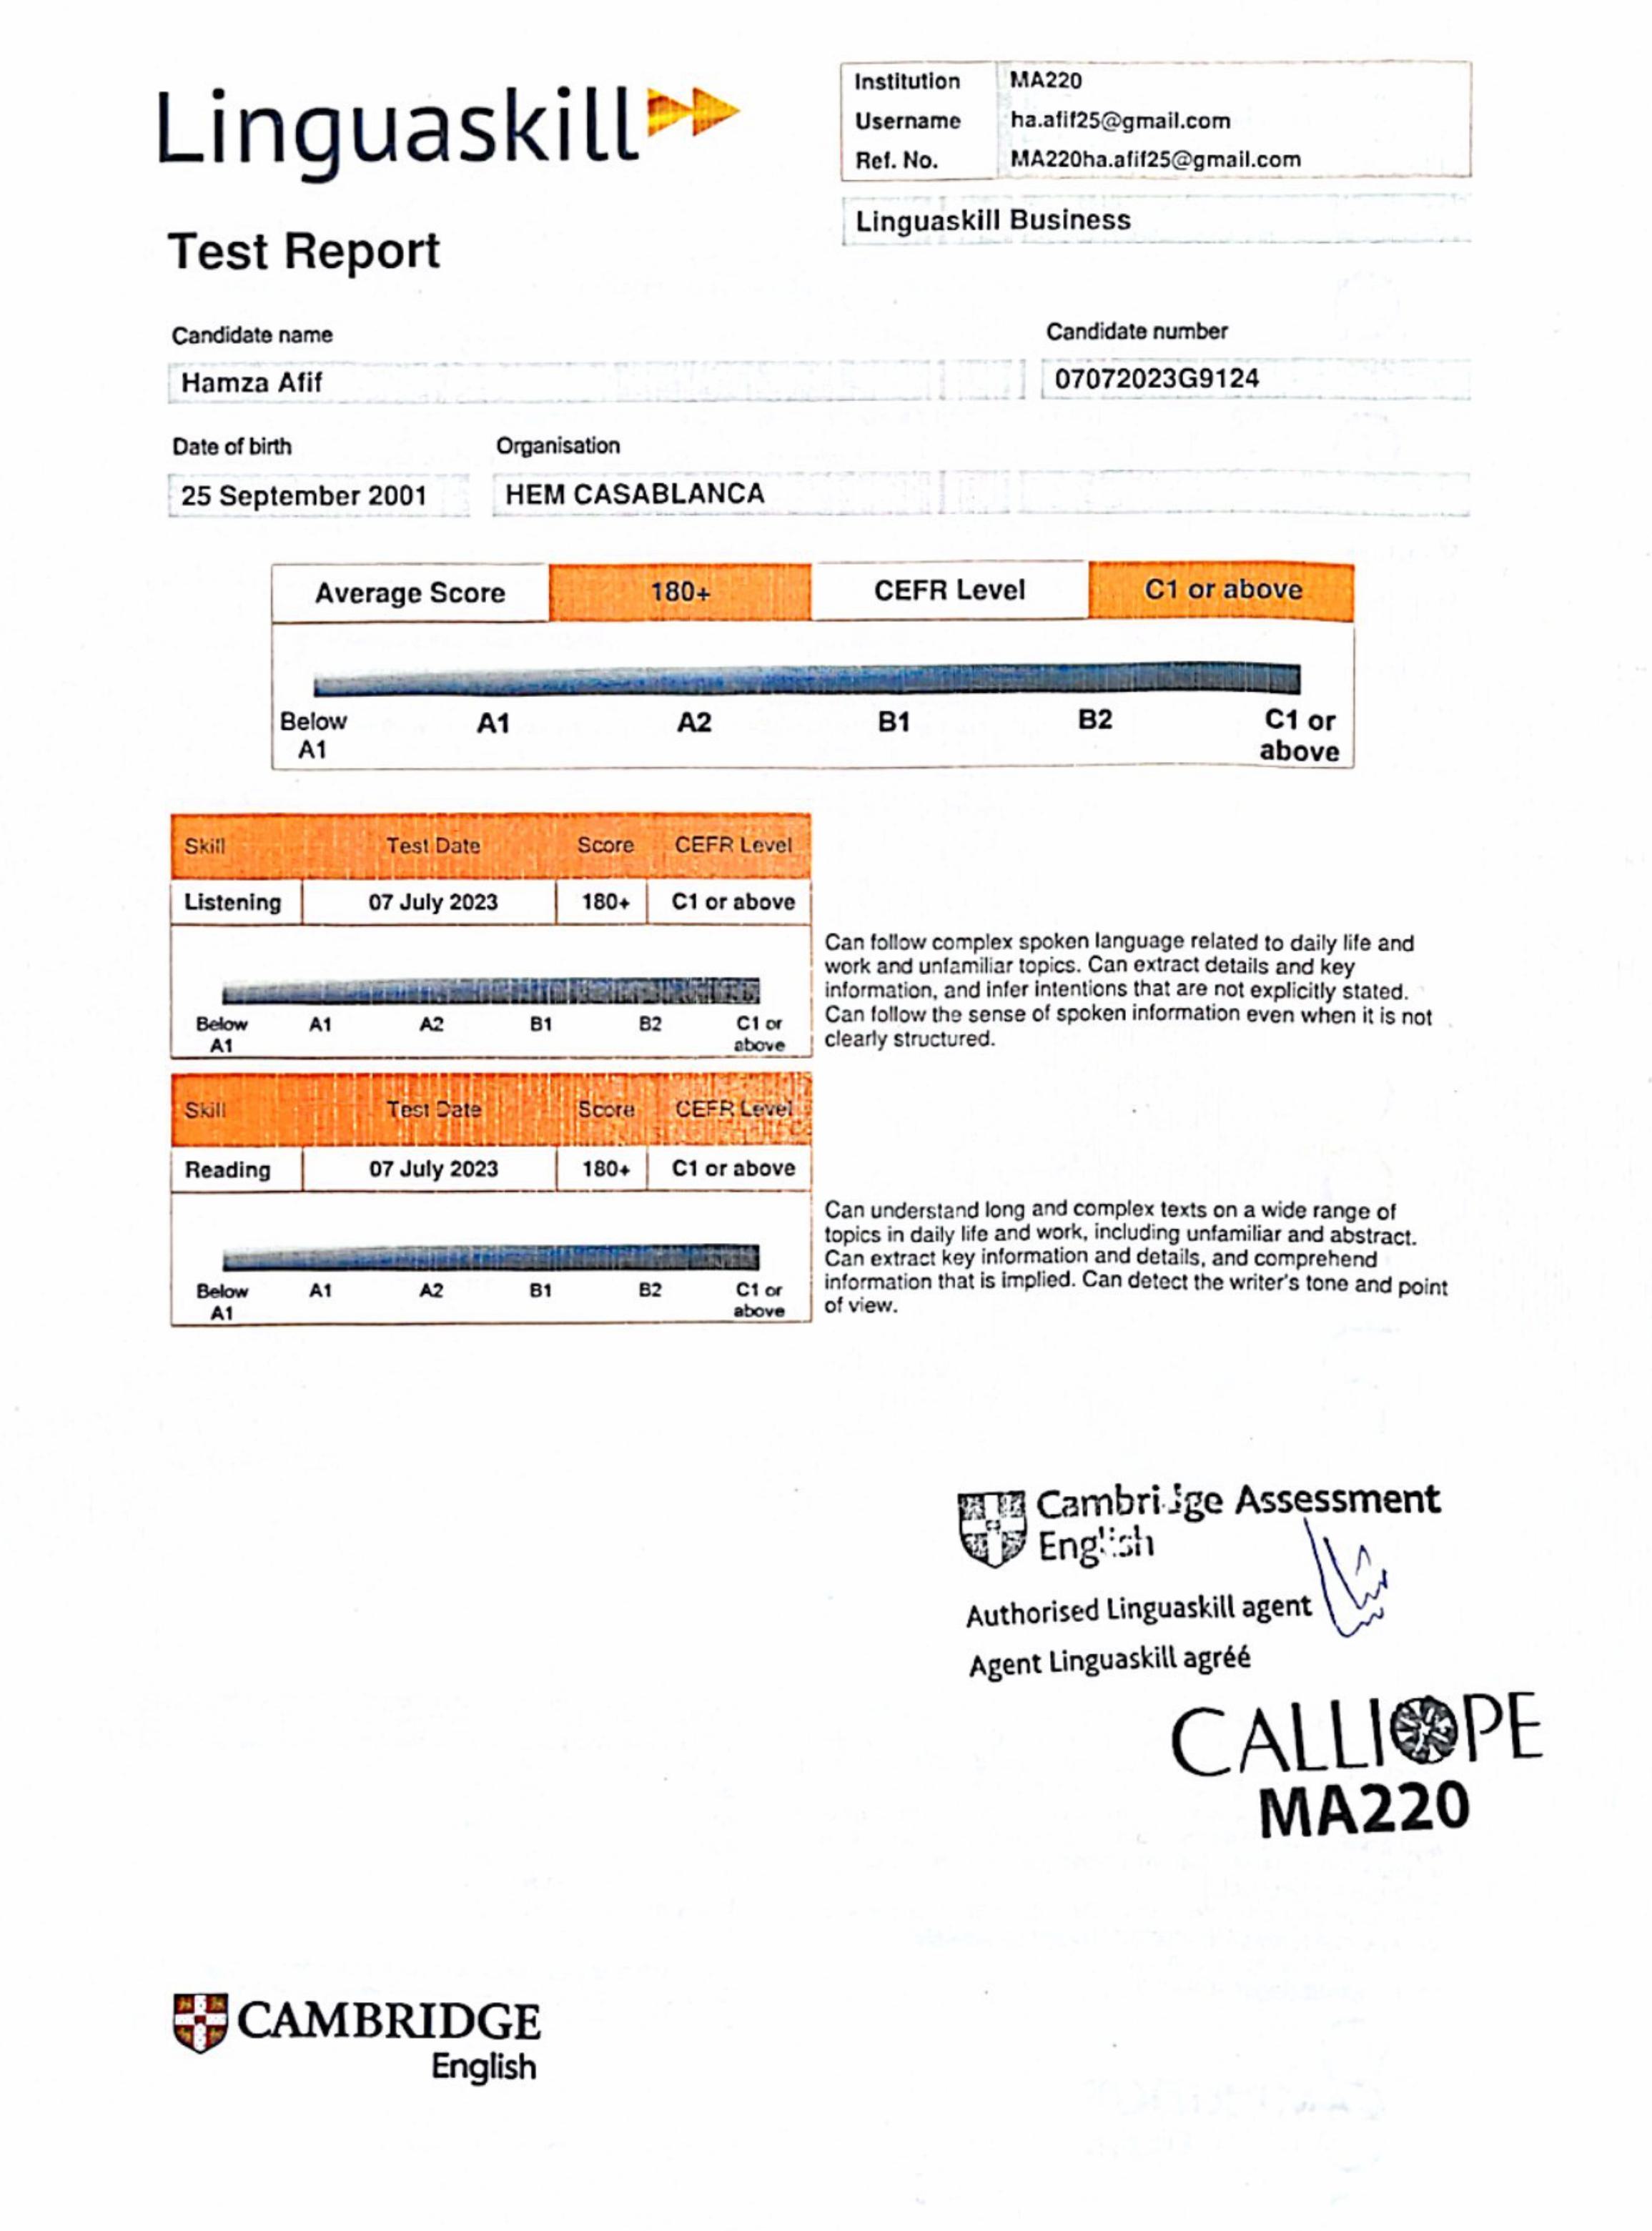 Linguaskill
Institution MA220
Username ha.afif25@gmail.com
Ref. No. MA220ha.afif25@gmail.com
Linguaskill Business
Test Report
Candidate name
Candidate number
Hamza Afif
07072023G9124
Date of birth
Organisation
25 September 2001
HEM CASABLANCA
Average Score 180+ CEFR Level C1 or above
Below A1 A2 B1 B2 C1 or
A1 above
Skill Test Date Score CEFR Level
Listening 07 July 2023 180+ C1 or above
Below A1 A2 B1 B2 C1 or
A1 above
Can follow complex spoken language related to daily life and
work and unfamiliar topics. Can extract details and key
information, and infer intentions that are not explicitly stated.
Can follow the sense of spoken information even when it is not
clearly structured.
Skill Test Date Score CEFR Level
Reading 07 July 2023 180+ C1 or above
Below A1 A2 B1 B2 C1 or
A1 above
Can understand long and complex texts on a wide range of
topics in daily life and work, including unfamiliar and abstract.
Can extract key information and details, and comprehend
information that is implied. Can detect the writer's tone and point
of view.
Cambridge Assessment
English
Authorised Linguaskill agent
Agent Linguaskill agréé
CALLIOPE
MA220
CAMBRIDGE
English